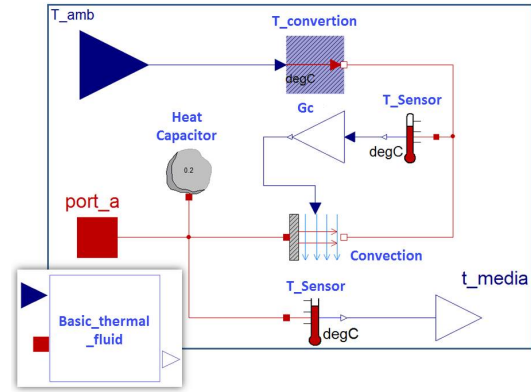 T_amb
T_convertion
degC
Gc
T_Sensor
degC
Heat
Capacitor
0.2
port_a
Convection
T_Sensor
degC
t_media
Basic_thermal
_fluid